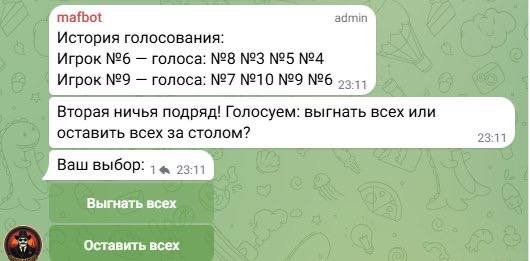 mafbot admin
История голосования:
Игрок №6 — голоса: №8 №3 №5 №4
Игрок №9 — голоса: №7 №10 №9 №6 23:11
Вторая ничья подряд! Голосуем: выгнать всех или
оставить всех за столом?
23:11
Ваш выбор: 1 23:11
Выгнать всех
Оставить всех